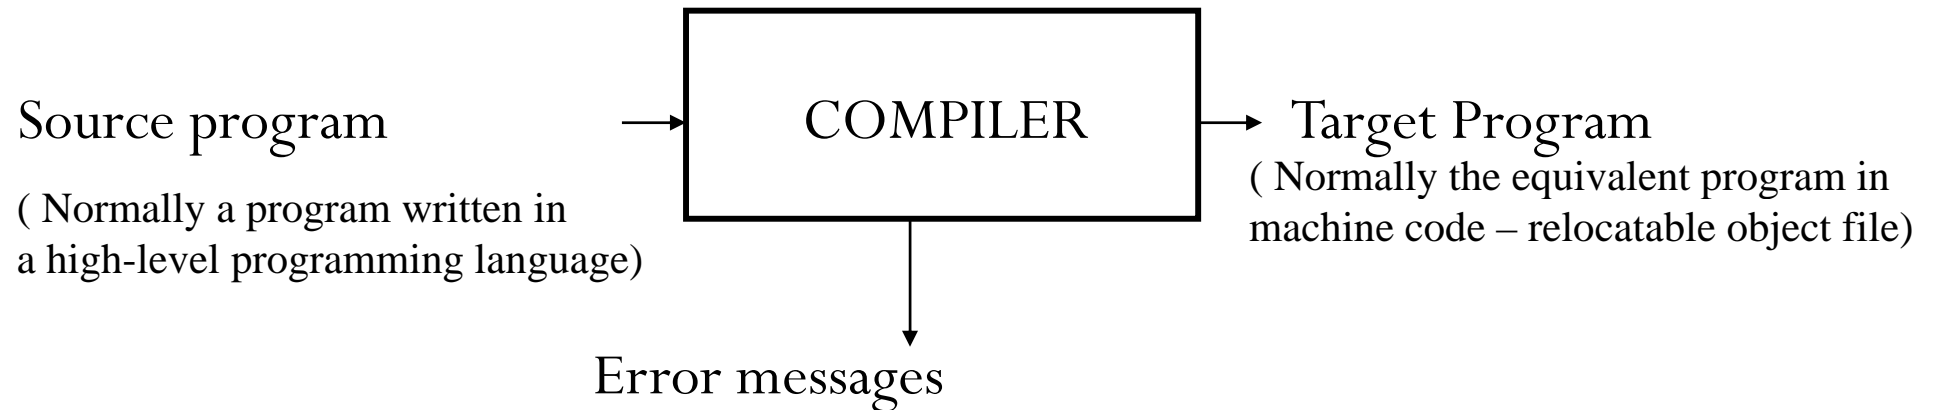 Source program
( Normally a program written in
a high-level programming language)
COMPILER
Target Program
( Normally the equivalent program in
machine code – relocatable object file)
Error messages